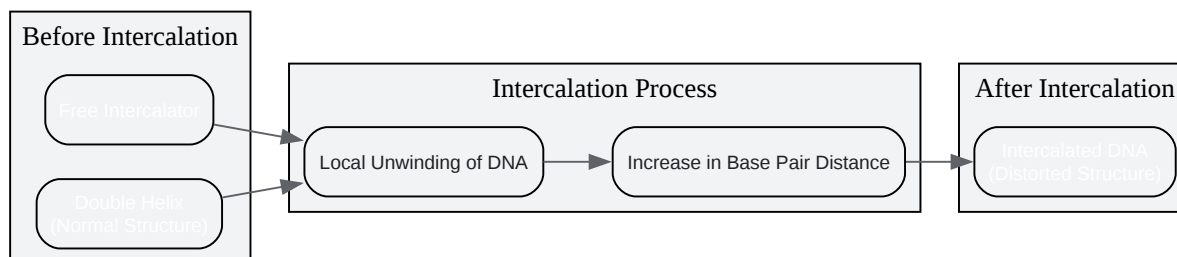 Before Intercalation
Free Intercalator
Double Helix
(Normal Structure)
Intercalation Process
Local Unwinding of DNA
Increase in Base Pair Distance
After Intercalation
Intercalated DNA
(Distorted Structure)